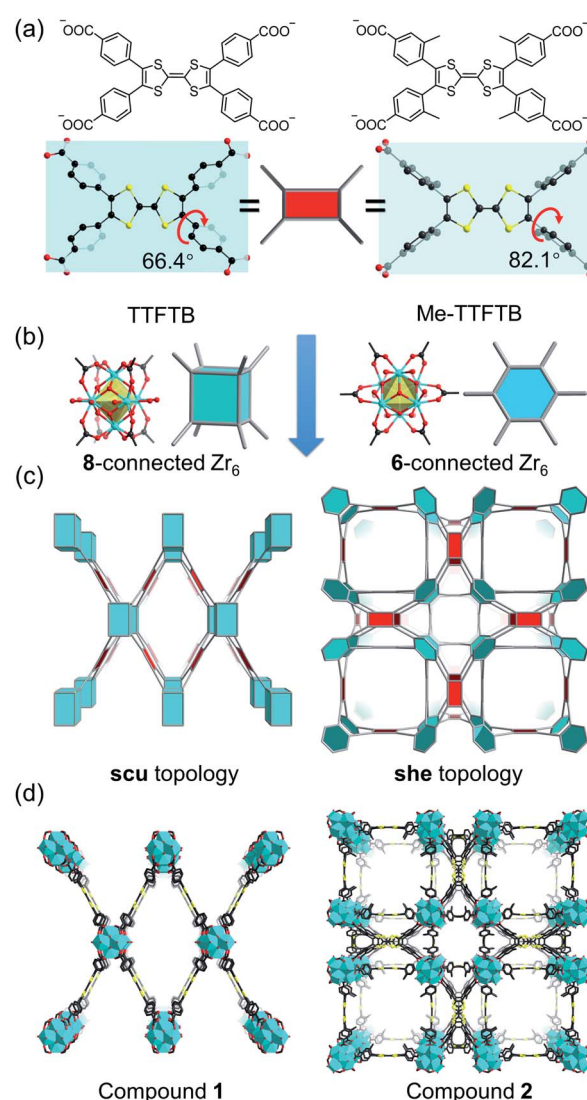 (a)
⁻OOC COO⁻ ⁻OOC COO⁻
S S S S
S S S S
⁻OOC COO⁻ ⁻OOC COO⁻
= =
66.4° 82.1°
TTFTB Me-TTFTB
(b)
8-connected Zr₆ 6-connected Zr₆
(c)
scu topology she topology
(d)
Compound 1 Compound 2